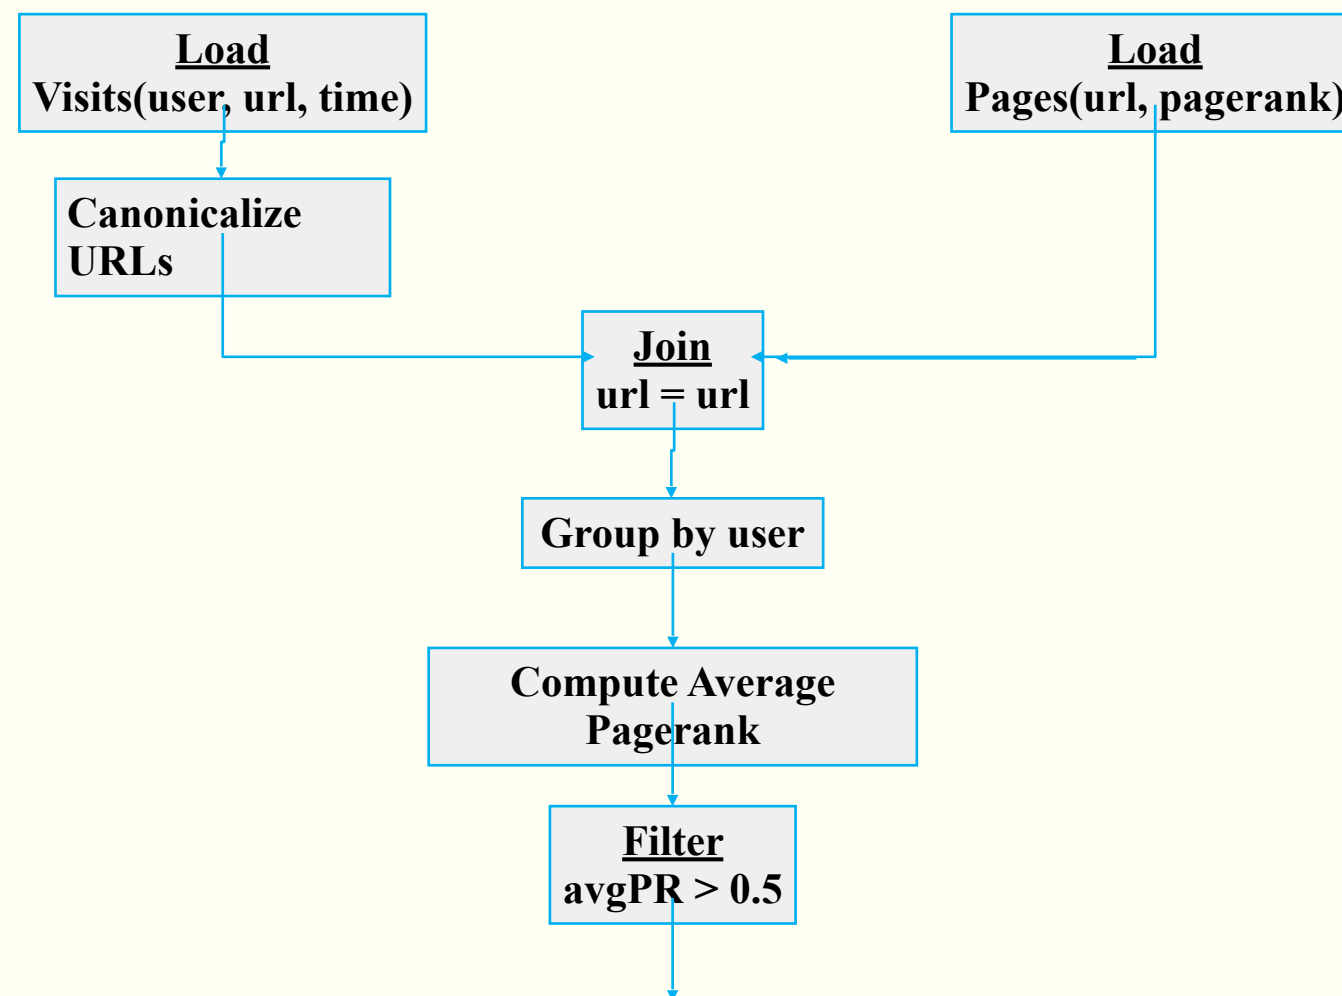 Load
Visits(user, url, time)
Load
Pages(url, pagerank)
Canonicalize
URLs
Join
url = url
Group by user
Compute Average
Pagerank
Filter
avgPR > 0.5